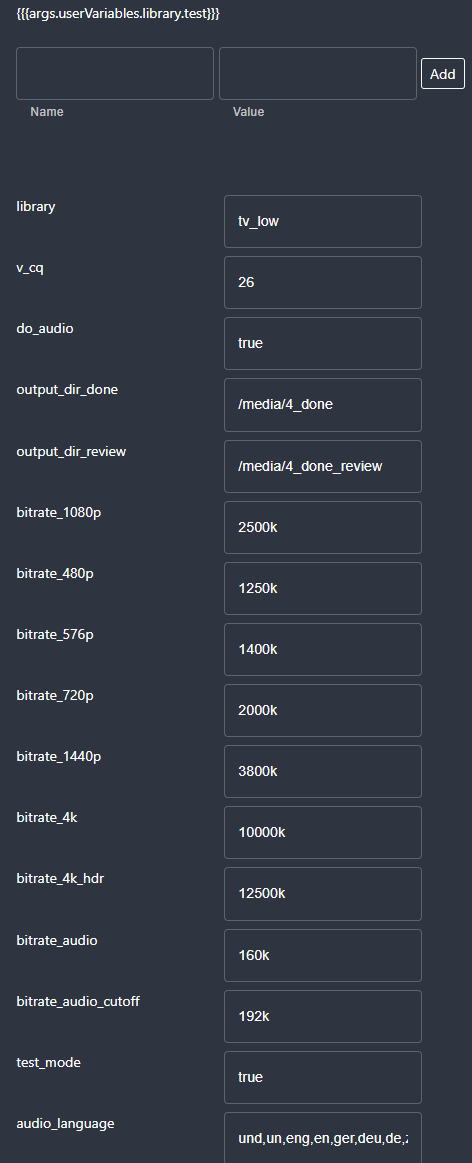 {{{args.userVariables.library.test}}}
Add
Name Value
library tv_low
v_cq 26
do_audio true
output_dir_done /media/4_done
output_dir_review /media/4_done_review
bitrate_1080p 2500k
bitrate_480p 1250k
bitrate_576p 1400k
bitrate_720p 2000k
bitrate_1440p 3800k
bitrate_4k 10000k
bitrate_4k_hdr 12500k
bitrate_audio 160k
bitrate_audio_cutoff 192k
test_mode true
audio_language und,un,eng,en,ger,deu,de,